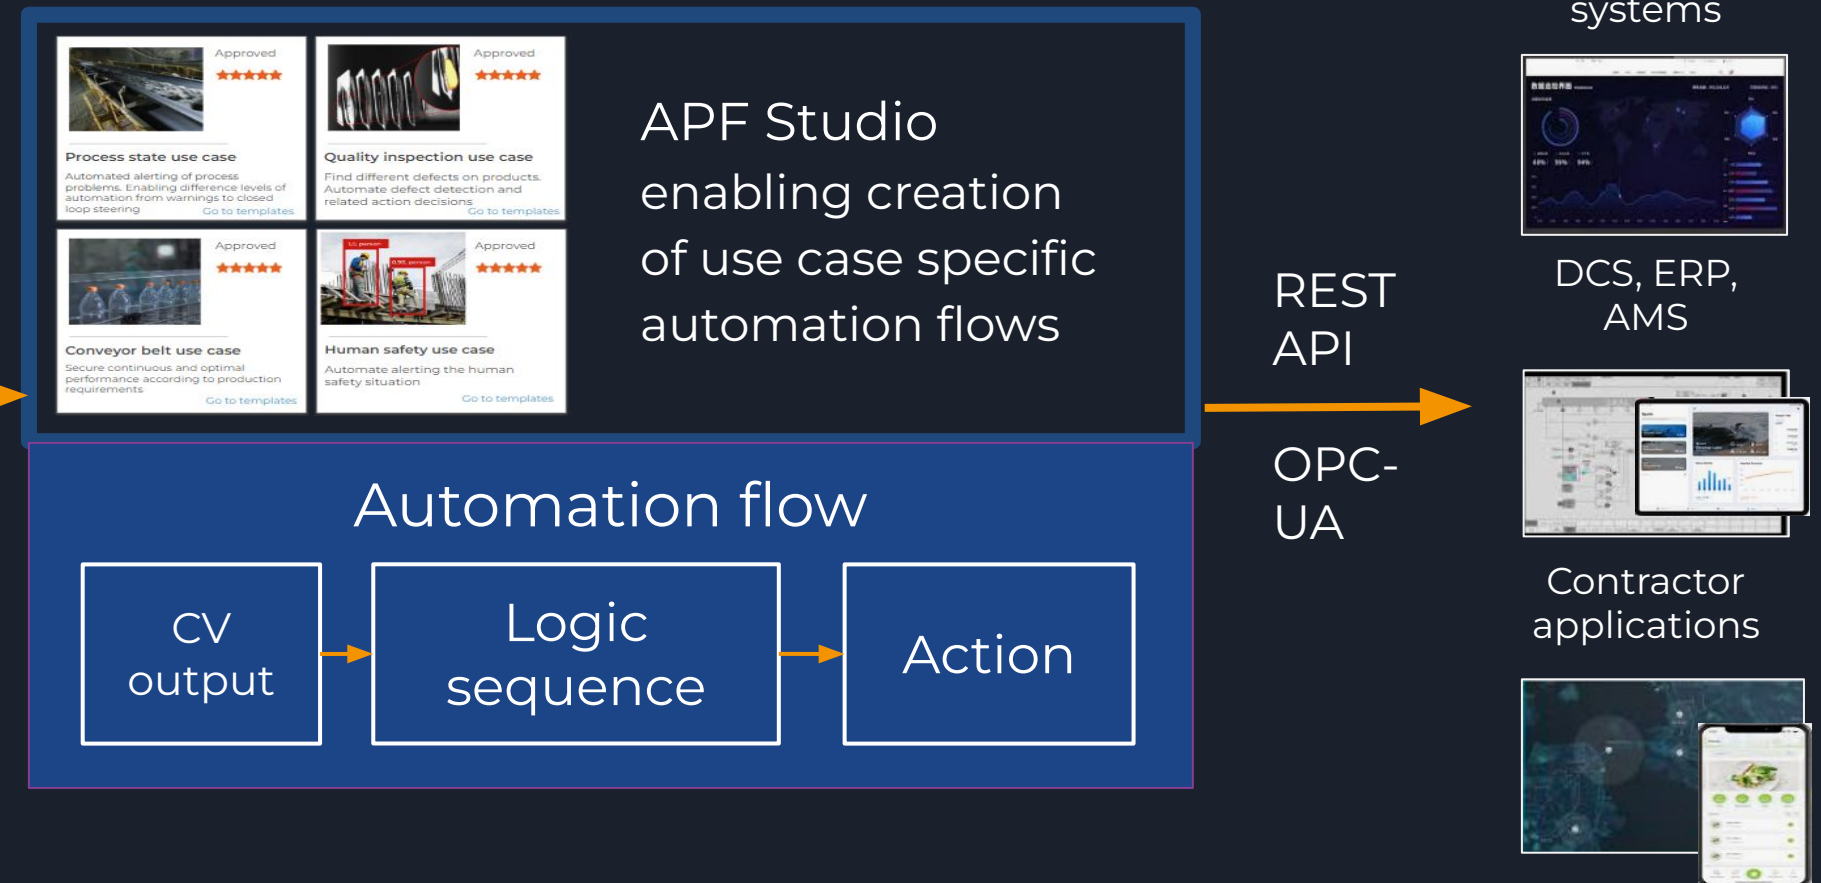 systems
Approved
Process state use case
Automated alerting of process
problems. Enabling difference levels of
automation from warnings to closed
loop steering
Go to templates
Approved
Quality inspection use case
Find different defects on products.
Automate defect detection and
related action decisions
Go to templates
Approved
Conveyor belt use case
Secure continuous and optimal
performance according to production
requirements
Go to templates
Approved
Human safety use case
Automate alerting the human
safety situation
Go to templates
APF Studio
enabling creation
of use case specific
automation flows
Automation flow
CV
output
Logic
sequence
Action
REST
API
OPC-
UA
DCS, ERP,
AMS
Contractor
applications